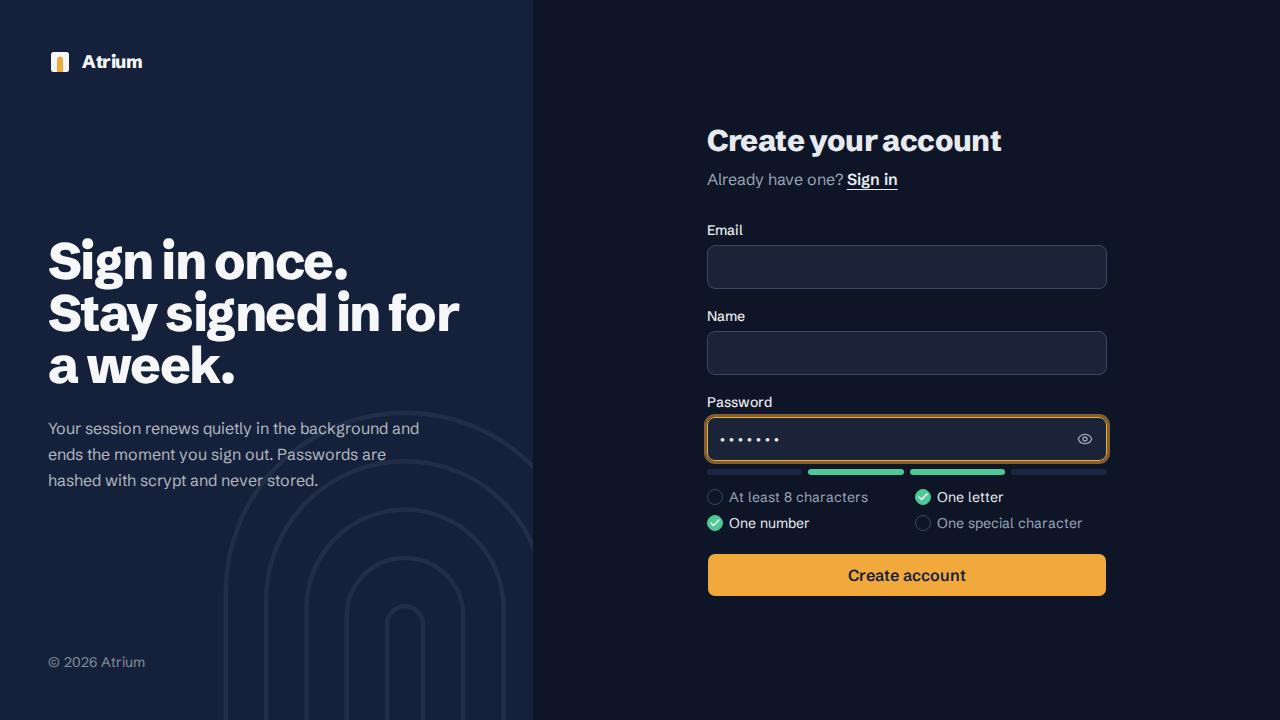 Atrium
Sign in once.
Stay signed in for
a week.
Your session renews quietly in the background and
ends the moment you sign out. Passwords are
hashed with scrypt and never stored.
© 2026 Atrium
Create your account
Already have one? Sign in
Email
Name
Password
•••••••
At least 8 characters
One letter
One number
One special character
Create account